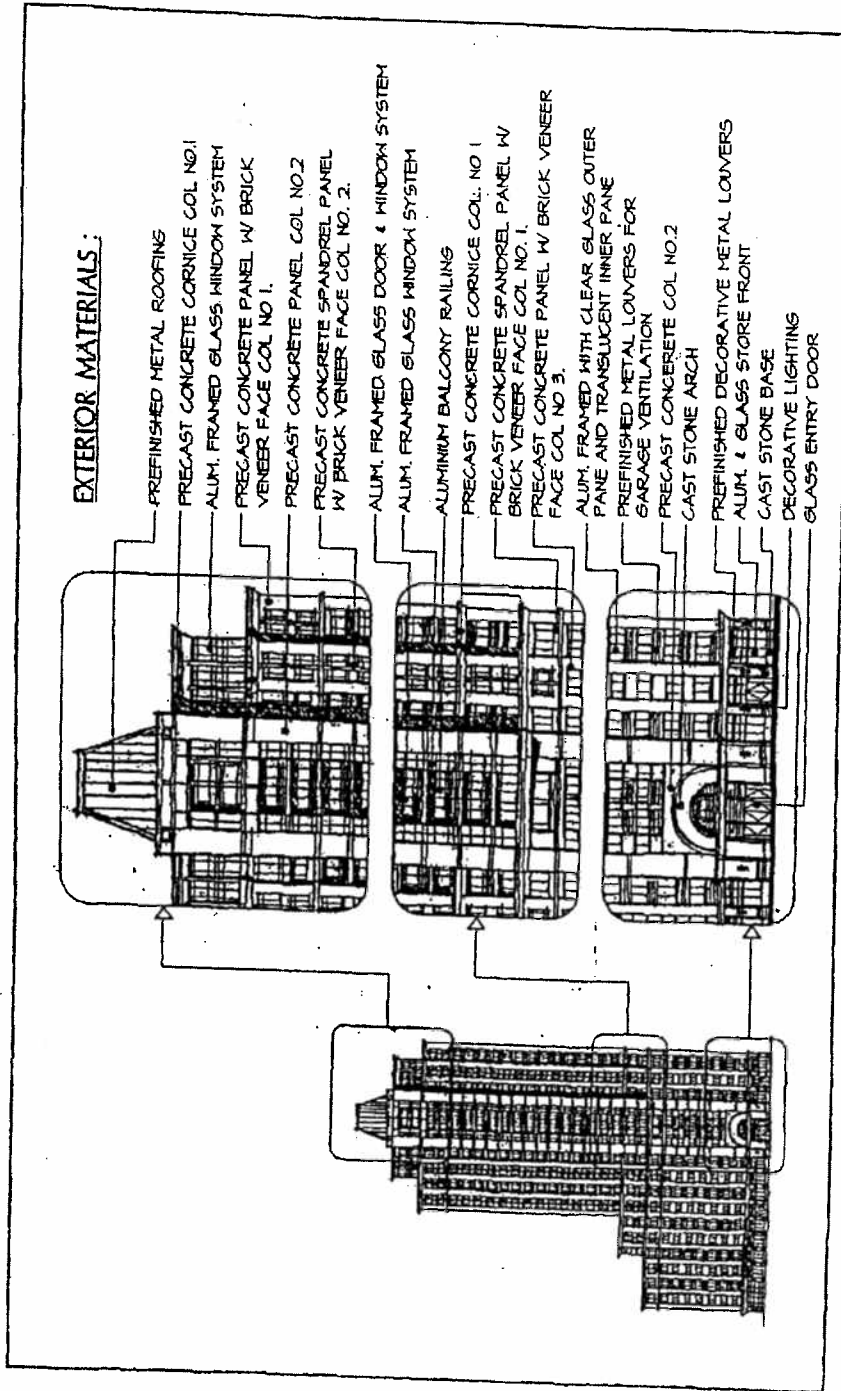 EXTERIOR MATERIALS :
PREFINISHED METAL ROOFING
PRECAST CONCRETE CORNICE COL NO.1
ALUM. FRAMED GLASS WINDOW SYSTEM
PRECAST CONCRETE PANEL W/ BRICK
VENEER FACE COL NO 1.
PRECAST CONCRETE PANEL COL NO.2
PRECAST CONCRETE SPANDREL PANEL
W/ BRICK VENEER FACE COL NO. 2.
ALUM. FRAMED GLASS DOOR & WINDOW SYSTEM
ALUM. FRAMED GLASS WINDOW SYSTEM
ALUMINIUM BALCONY RAILING
PRECAST CONCRETE CORNICE COL. NO 1
PRECAST CONCRETE SPANDREL PANEL W/
BRICK VENEER FACE COL NO. 1.
PRECAST CONCRETE PANEL W/ BRICK VENEER
FACE COL NO 3.
ALUM. FRAMED WITH CLEAR GLASS OUTER
PANE AND TRANSLUCENT INNER PANE
PREFINISHED METAL LOUVERS FOR
GARAGE VENTILATION
PRECAST CONCERETE COL NO.2
CAST STONE ARCH
PREFINISHED DECORATIVE METAL LOUVERS
ALUM. & GLASS STORE FRONT
CAST STONE BASE
DECORATIVE LIGHTING
GLASS ENTRY DOOR